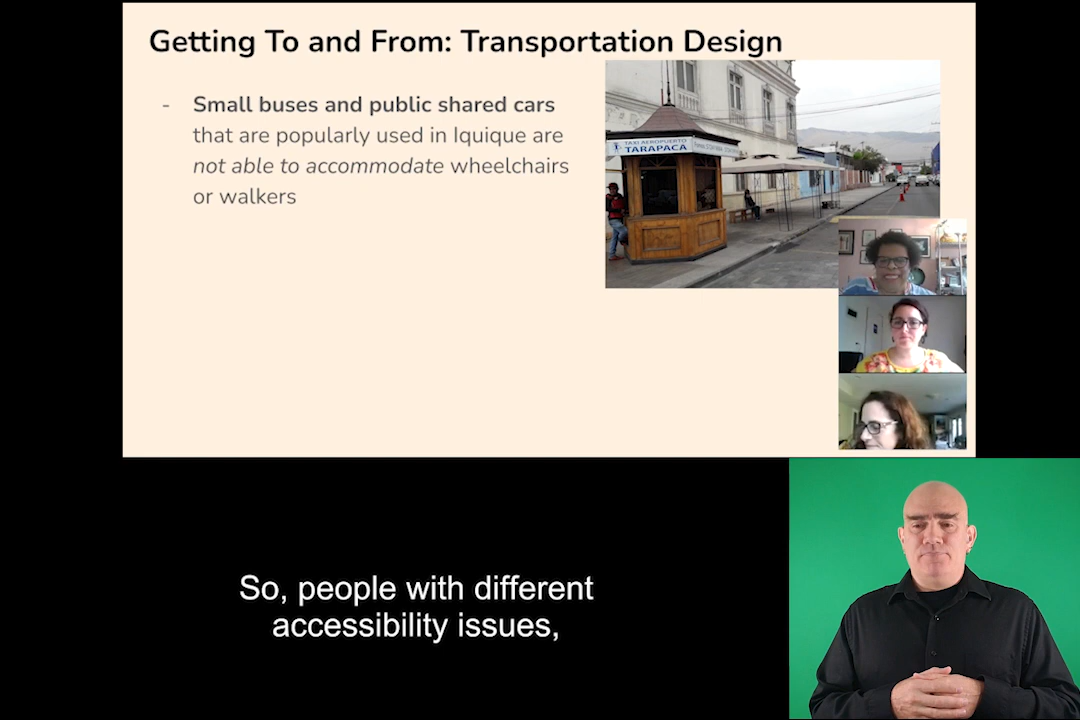 Getting To and From: Transportation Design
- Small buses and public shared cars
that are popularly used in Iquique are
not able to accommodate wheelchairs
or walkers
TAXI AEROPUERTO
TARAPACA
So, people with different
accessibility issues,